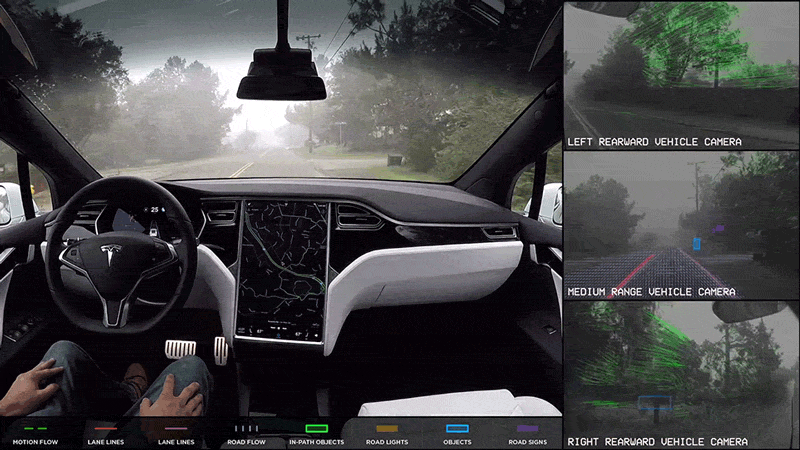 25
LEFT REARWARD VEHICLE CAMERA
MEDIUM RANGE VEHICLE CAMERA
RIGHT REARWARD VEHICLE CAMERA
MOTION FLOW
LANE LINES
LANE LINES
ROAD FLOW
IN-PATH OBJECTS
ROAD LIGHTS
OBJECTS
ROAD SIGNS